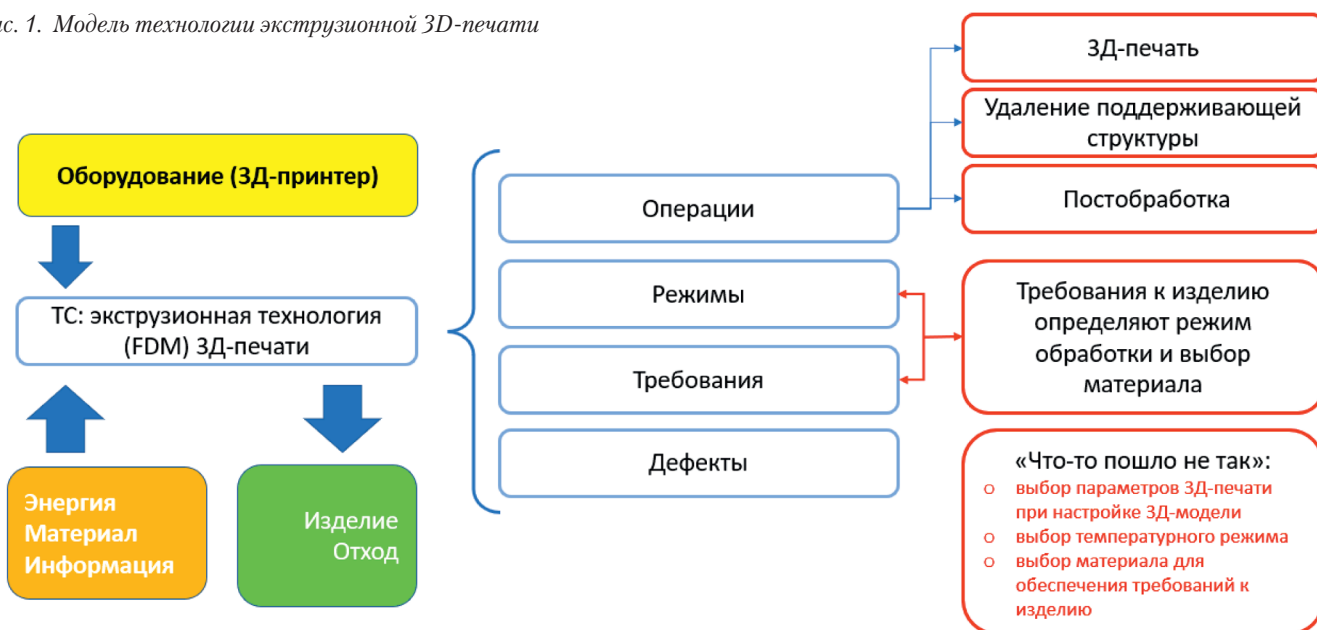 ис. 1. Модель технологии экструзионной 3D-печати
Оборудование (3Д-принтер)
ТС: экструзионная технология
(FDM) 3Д-печати
Энергия
Материал
Информация
Изделие
Отход
Операции
Режимы
Требования
Дефекты
3Д-печать
Удаление поддерживающей
структуры
Постобработка
Требования к изделию
определяют режим
обработки и выбор
материала
«Что-то пошло не так»:
o выбор параметров 3Д-печати
при настройке 3Д-модели
o выбор температурного режима
o выбор материала для
обеспечения требований к
изделию